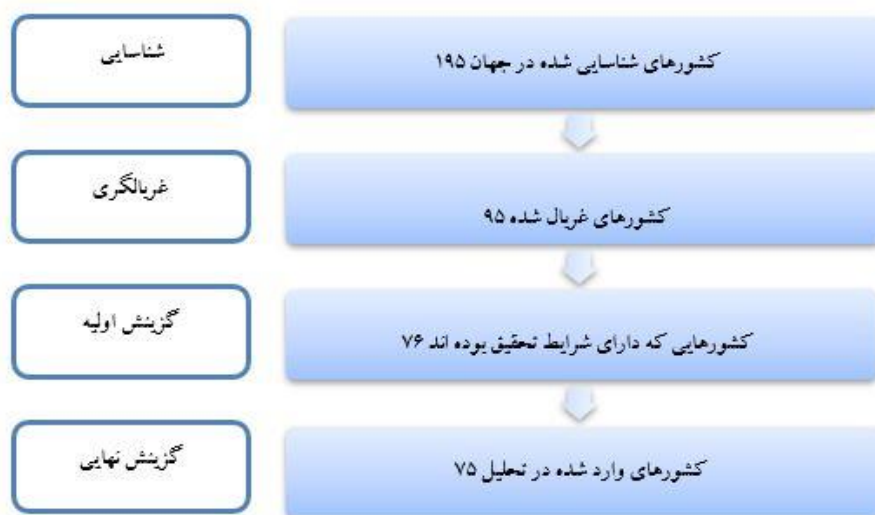 شناسایی
کشورهای شناسایی شده در جهان ۱۹۵
غربالگری
کشورهای غربال شده ۹۵
گزینش اولیه
کشورهایی که دارای شرایط تحقیق بوده اند ۷۶
گزینش نهایی
کشورهای وارد شده در تحلیل ۷۵